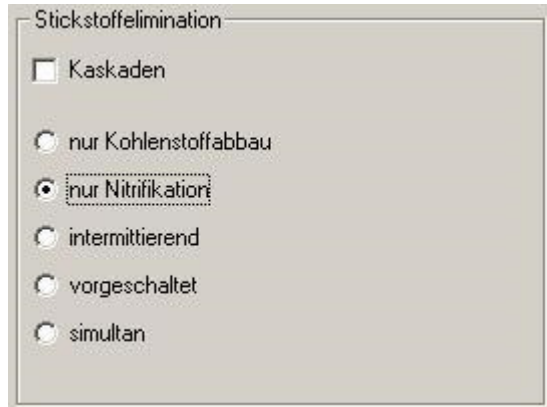 Stickstoffelimination
Kaskaden
nur Kohlenstoffabbau
nur Nitrifikation
intermittierend
vorgeschaltet
simultan